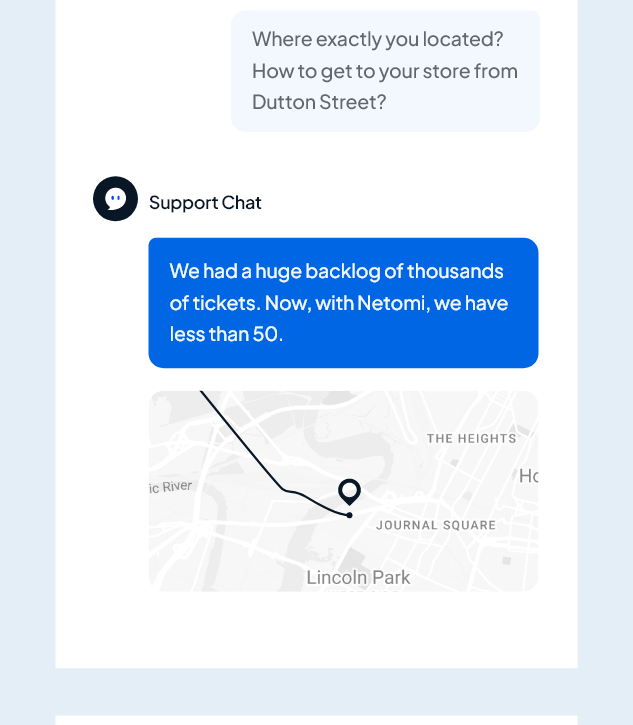 Where exactly you located?
How to get to your store from
Dutton Street?
Support Chat
We had a huge backlog of thousands
of tickets. Now, with Netomi, we have
less than 50.
THE HEIGHTS
Ho
ic River
JOURNAL SQUARE
Lincoln Park